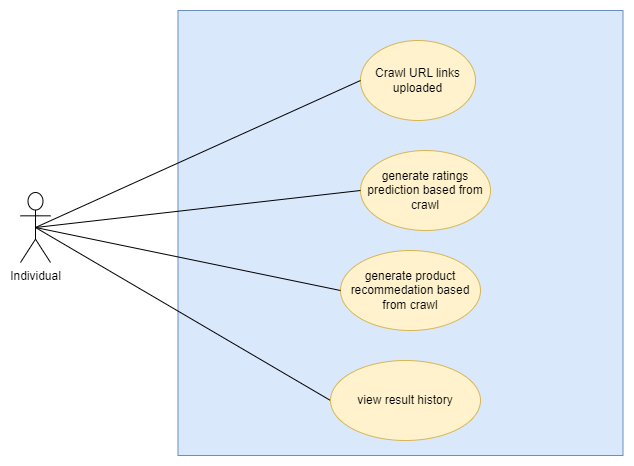 Crawl URL links
uploaded
generate ratings
prediction based from
crawl
Individual
generate product
recommedation based
from crawl
view result history